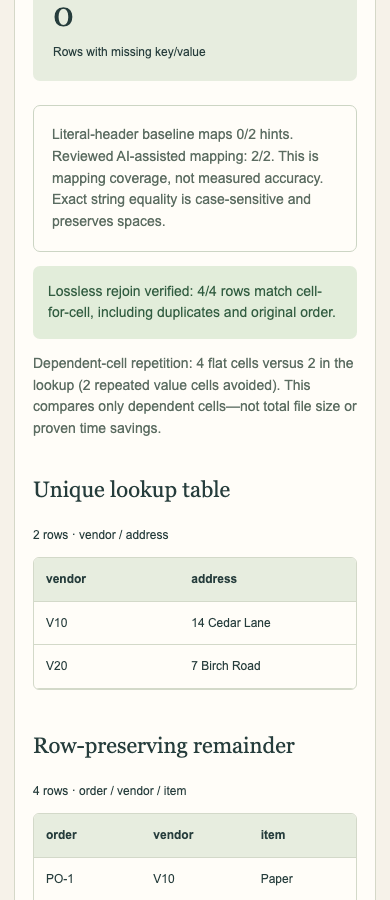 0
Rows with missing key/value
Literal-header baseline maps 0/2 hints.
Reviewed AI-assisted mapping: 2/2. This is
mapping coverage, not measured accuracy.
Exact string equality is case-sensitive and
preserves spaces.
Lossless rejoin verified: 4/4 rows match cell-
for-cell, including duplicates and original order.
Dependent-cell repetition: 4 flat cells versus 2 in the
lookup (2 repeated value cells avoided). This
compares only dependent cells—not total file size or
proven time savings.
Unique lookup table
2 rows · vendor / address
vendor address
V10 14 Cedar Lane
V20 7 Birch Road
Row-preserving remainder
4 rows · order / vendor / item
order vendor item
PO-1 V10 Paper